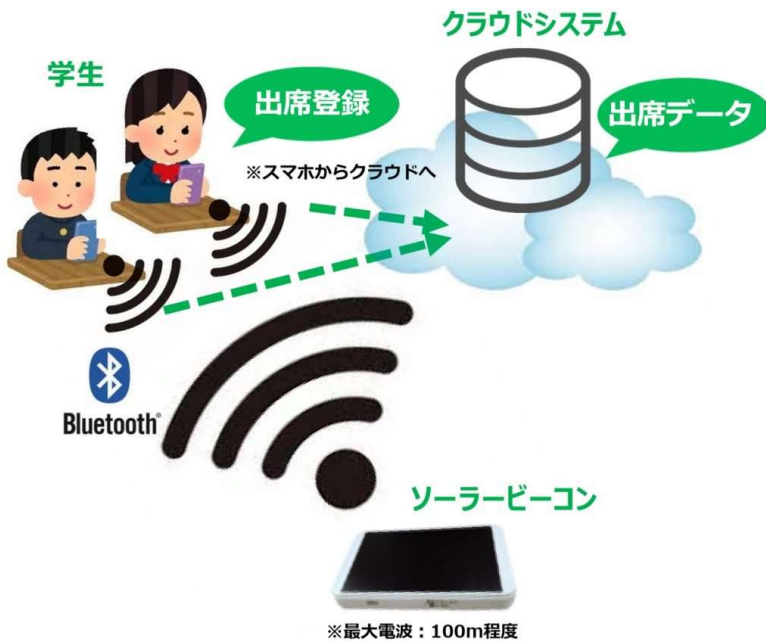 クラウドシステム
学生
出席登録
出席データ
※スマホからクラウドへ
Bluetooth®
ソーラービーコン
※最大電波：100m程度